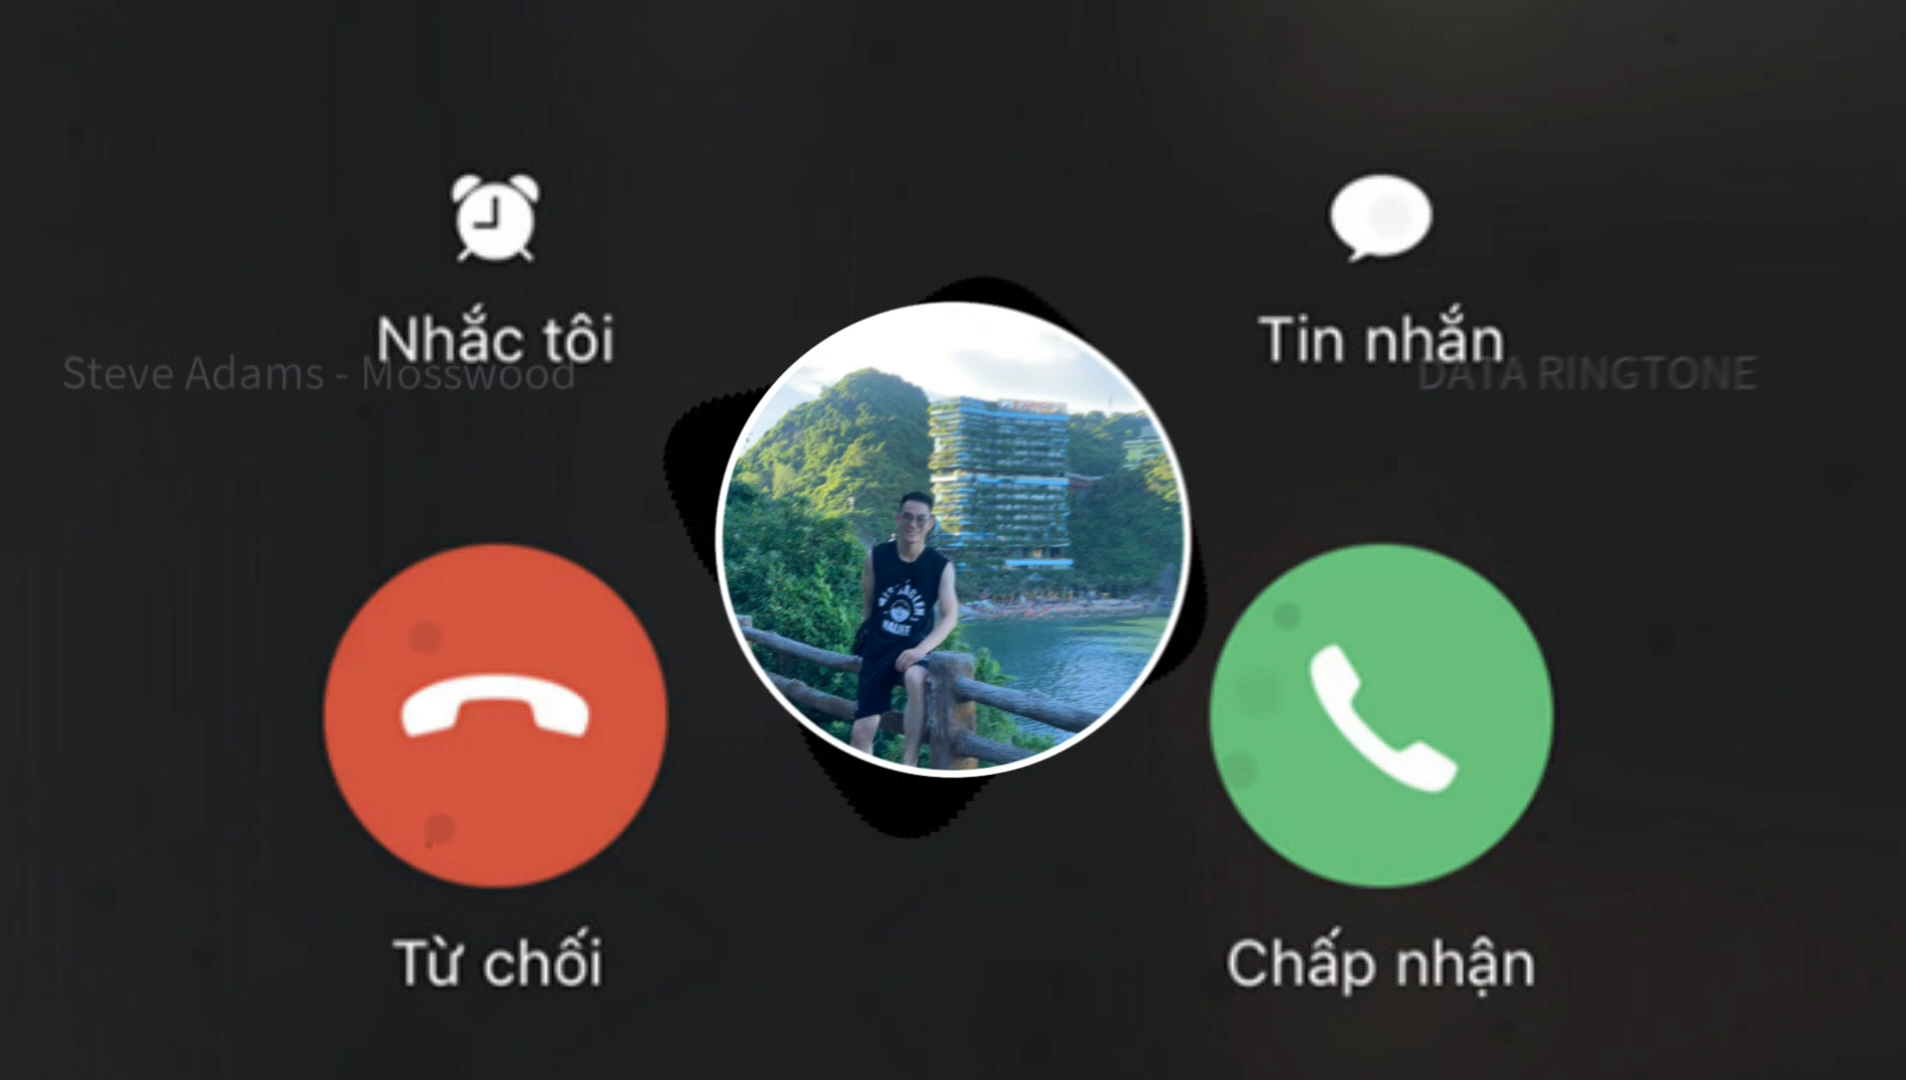 Nhắc tôi
Tin nhắn
Steve Adams - Mosswood
DATA RINGTONE
Từ chối
Chấp nhận